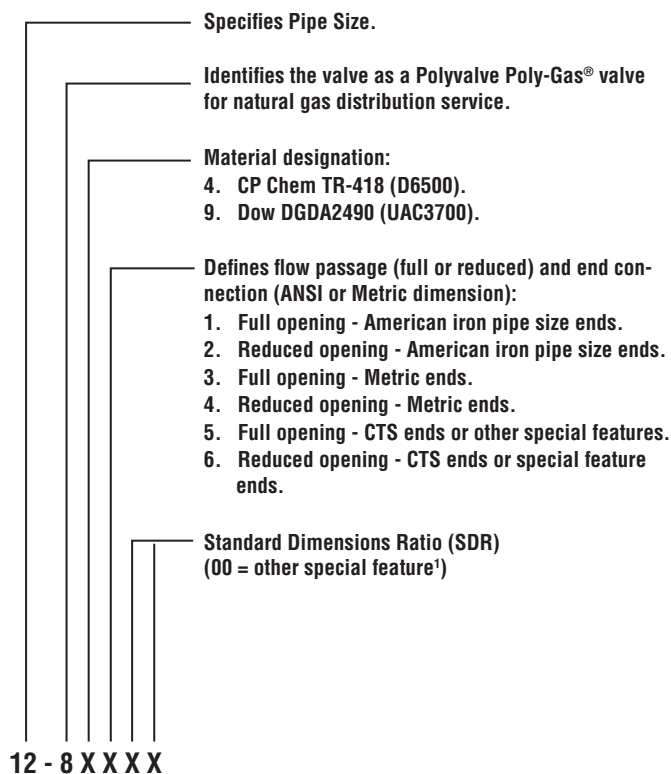 Specifies Pipe Size.
Identifies the valve as a Polyvalve Poly-Gas® valve
for natural gas distribution service.
Material designation:
4. CP Chem TR-418 (D6500).
9. Dow DGDA2490 (UAC3700).
Defines flow passage (full or reduced) and end con-
nection (ANSI or Metric dimension):
1. Full opening - American iron pipe size ends.
2. Reduced opening - American iron pipe size ends.
3. Full opening - Metric ends.
4. Reduced opening - Metric ends.
5. Full opening - CTS ends or other special features.
6. Reduced opening - CTS ends or special feature
ends.
Standard Dimensions Ratio (SDR)
(00 = other special feature¹)
12 - 8 X X X X